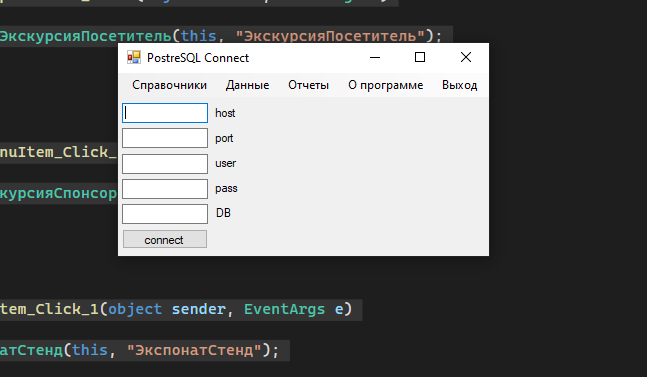 ЭкскурсияПосетитель(this, "ЭкскурсияПосетитель");
PostreSQL Connect
Справочники Данные Отчеты О программе Выход
host
port
nuItem_Click_
user
pass
курсияСпонсор
DB
connect
tem_Click_1(object sender, EventArgs e)
атСтенд(this, "ЭкспонатСтенд");